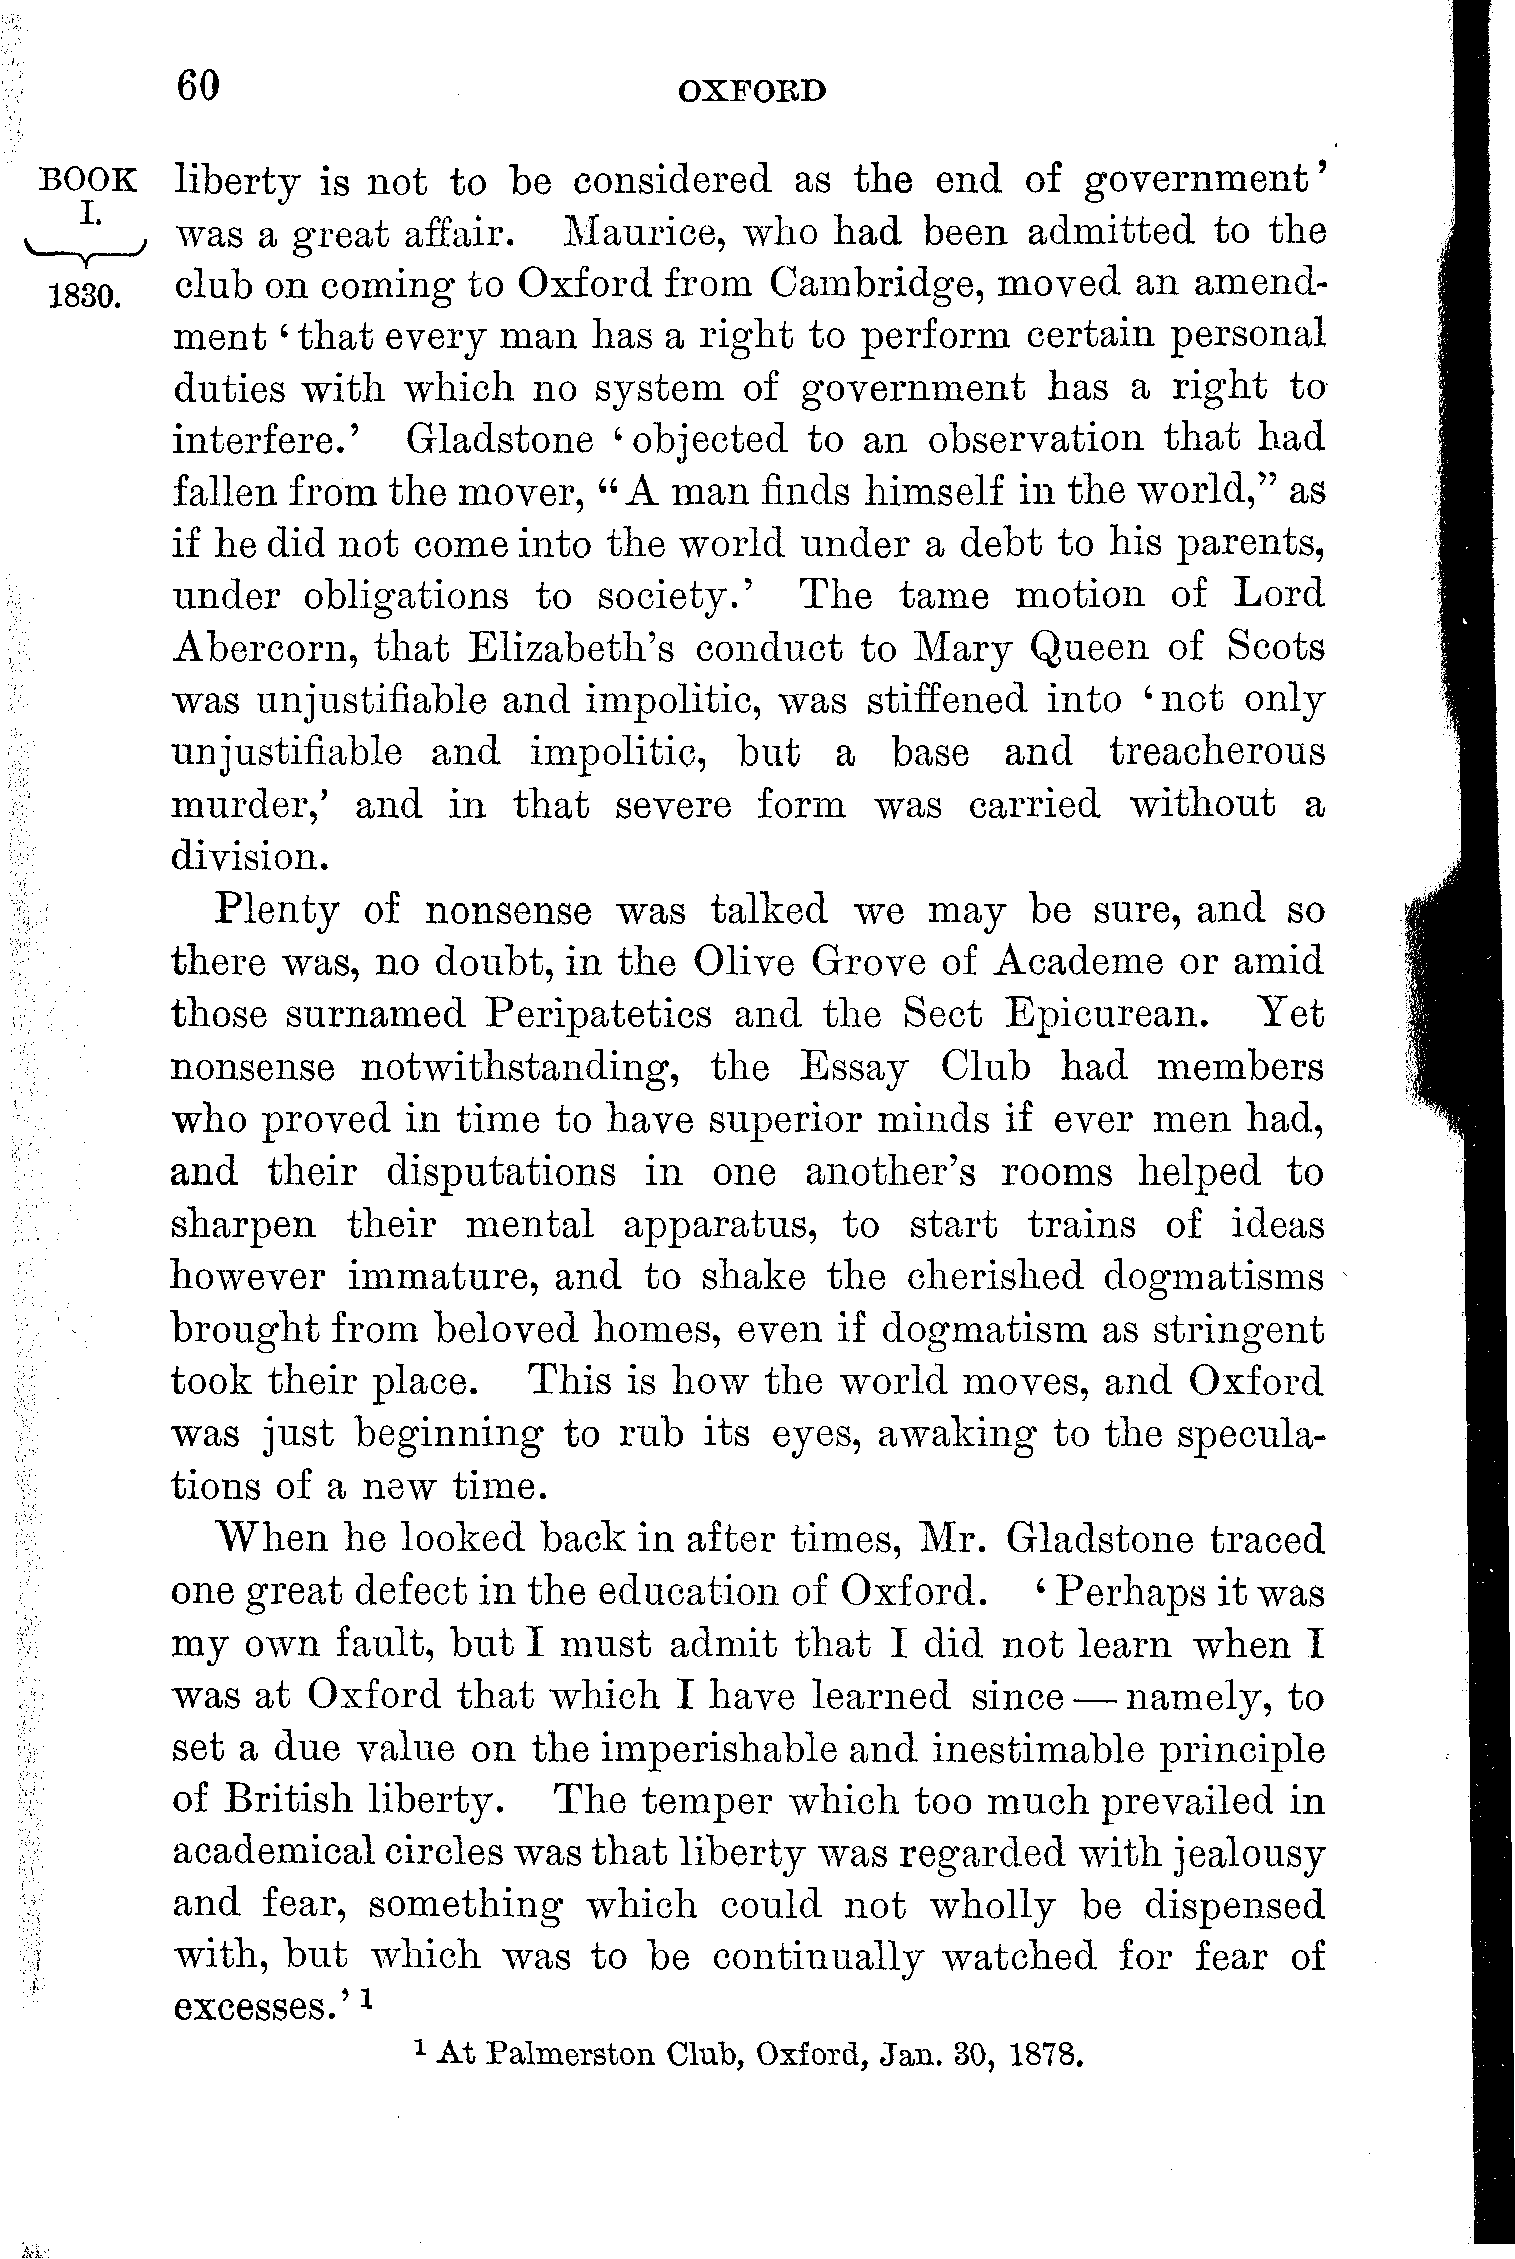 60 OXFORD
BOOK
I.
1830.
liberty is not to be considered as the end of government'
was a great affair. Maurice, who had been admitted to the
club on coming to Oxford from Cambridge, moved an amend-
ment 'that every man has a right to perform certain personal
duties with which no system of government has a right to
interfere.' Gladstone 'objected to an observation that had
fallen from the mover, "A man finds himself in the world," as
if he did not come into the world under a debt to his parents,
under obligations to society.' The tame motion of Lord
Abercorn, that Elizabeth's conduct to Mary Queen of Scots
was unjustifiable and impolitic, was stiffened into 'not only
unjustifiable and impolitic, but a base and treacherous
murder,' and in that severe form was carried without a
division.
Plenty of nonsense was talked we may be sure, and so
there was, no doubt, in the Olive Grove of Academe or amid
those surnamed Peripatetics and the Sect Epicurean. Yet
nonsense notwithstanding, the Essay Club had members
who proved in time to have superior minds if ever men had,
and their disputations in one another's rooms helped to
sharpen their mental apparatus, to start trains of ideas
however immature, and to shake the cherished dogmatisms
brought from beloved homes, even if dogmatism as stringent
took their place. This is how the world moves, and Oxford
was just beginning to rub its eyes, awaking to the specula-
tions of a new time.
When he looked back in after times, Mr. Gladstone traced
one great defect in the education of Oxford. 'Perhaps it was
my own fault, but I must admit that I did not learn when I
was at Oxford that which I have learned since — namely, to
set a due value on the imperishable and inestimable principle
of British liberty. The temper which too much prevailed in
academical circles was that liberty was regarded with jealousy
and fear, something which could not wholly be dispensed
with, but which was to be continually watched for fear of
excesses.' 1
1 At Palmerston Club, Oxford, Jan. 30, 1878.